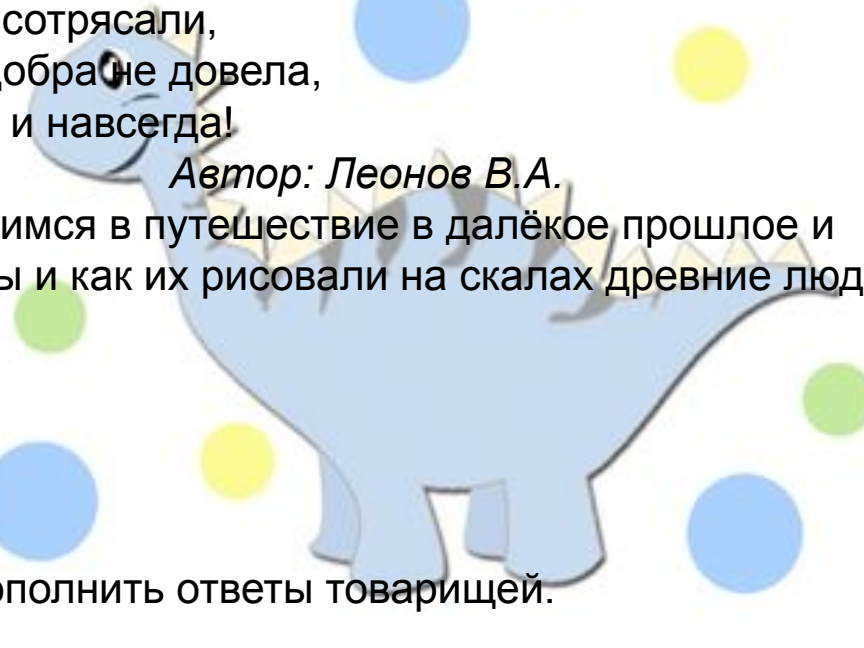 сотрясали,
обра не довела,
и навсегда!
Автор: Леонов В.А.
имся в путешествие в далёкое прошлое и
ы и как их рисовали на скалах древние люд
ополнить ответы товарищей.